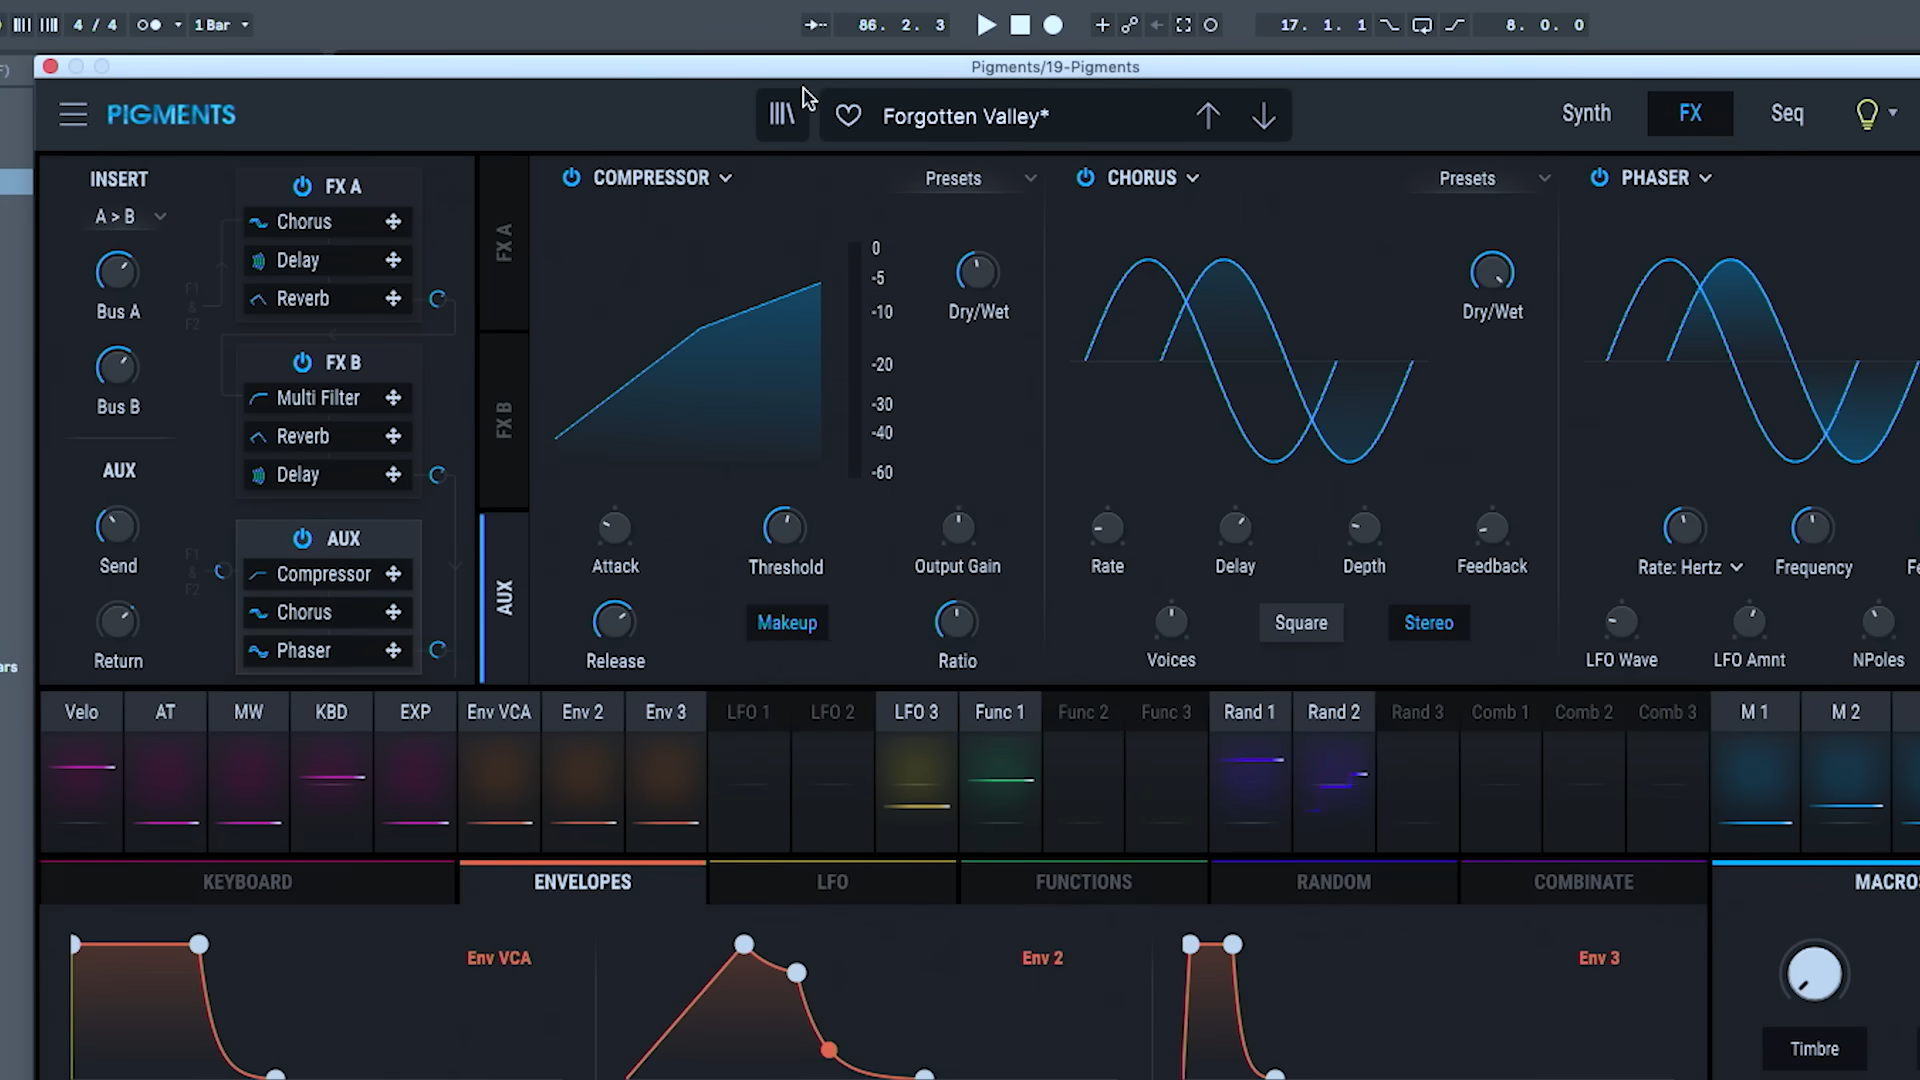 4 / 4 1 Bar 86. 2. 3 17. 1. 1 8. 0. 0
Pigments/19-Pigments
PIGMENTS Forgotten Valley* Synth FX Seq
INSERT
A > B
Bus A
Bus B
AUX
Send
Return
F1
&
F2
FX A
Chorus
Delay
Reverb
FX B
Multi Filter
Reverb
Delay
F1
&
F2
AUX
Compressor
Chorus
Phaser
FX A
FX B
AUX
COMPRESSOR Presets
0
-5
-10
-20
-30
-40
-60
Dry/Wet
Attack Threshold Output Gain
Release Makeup Ratio
CHORUS Presets
Dry/Wet
Rate Delay Depth Feedback
Voices Square Stereo
PHASER
Rate: Hertz Frequency
LFO Wave LFO Amnt NPoles
ars
Velo AT MW KBD EXP Env VCA Env 2 Env 3 LFO 1 LFO 2 LFO 3 Func 1 Func 2 Func 3 Rand 1 Rand 2 Rand 3 Comb 1 Comb 2 Comb 3 M 1 M 2
KEYBOARD ENVELOPES LFO FUNCTIONS RANDOM COMBINATE MACROS
Env VCA Env 2 Env 3
Timbre